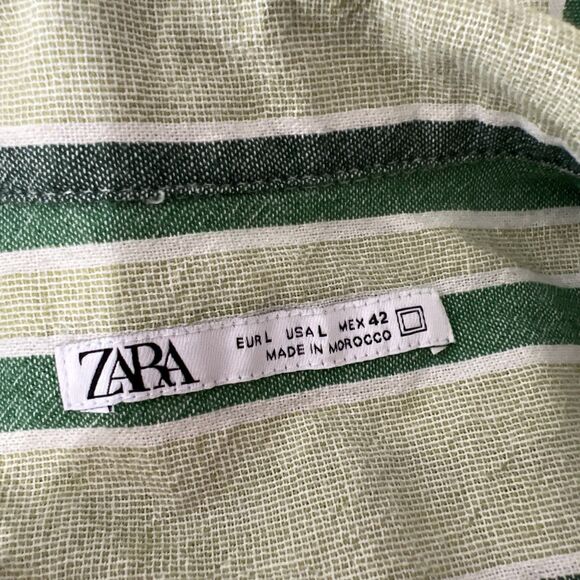 ZARA
EUR L USA L MEX 42
MADE IN MOROCCO